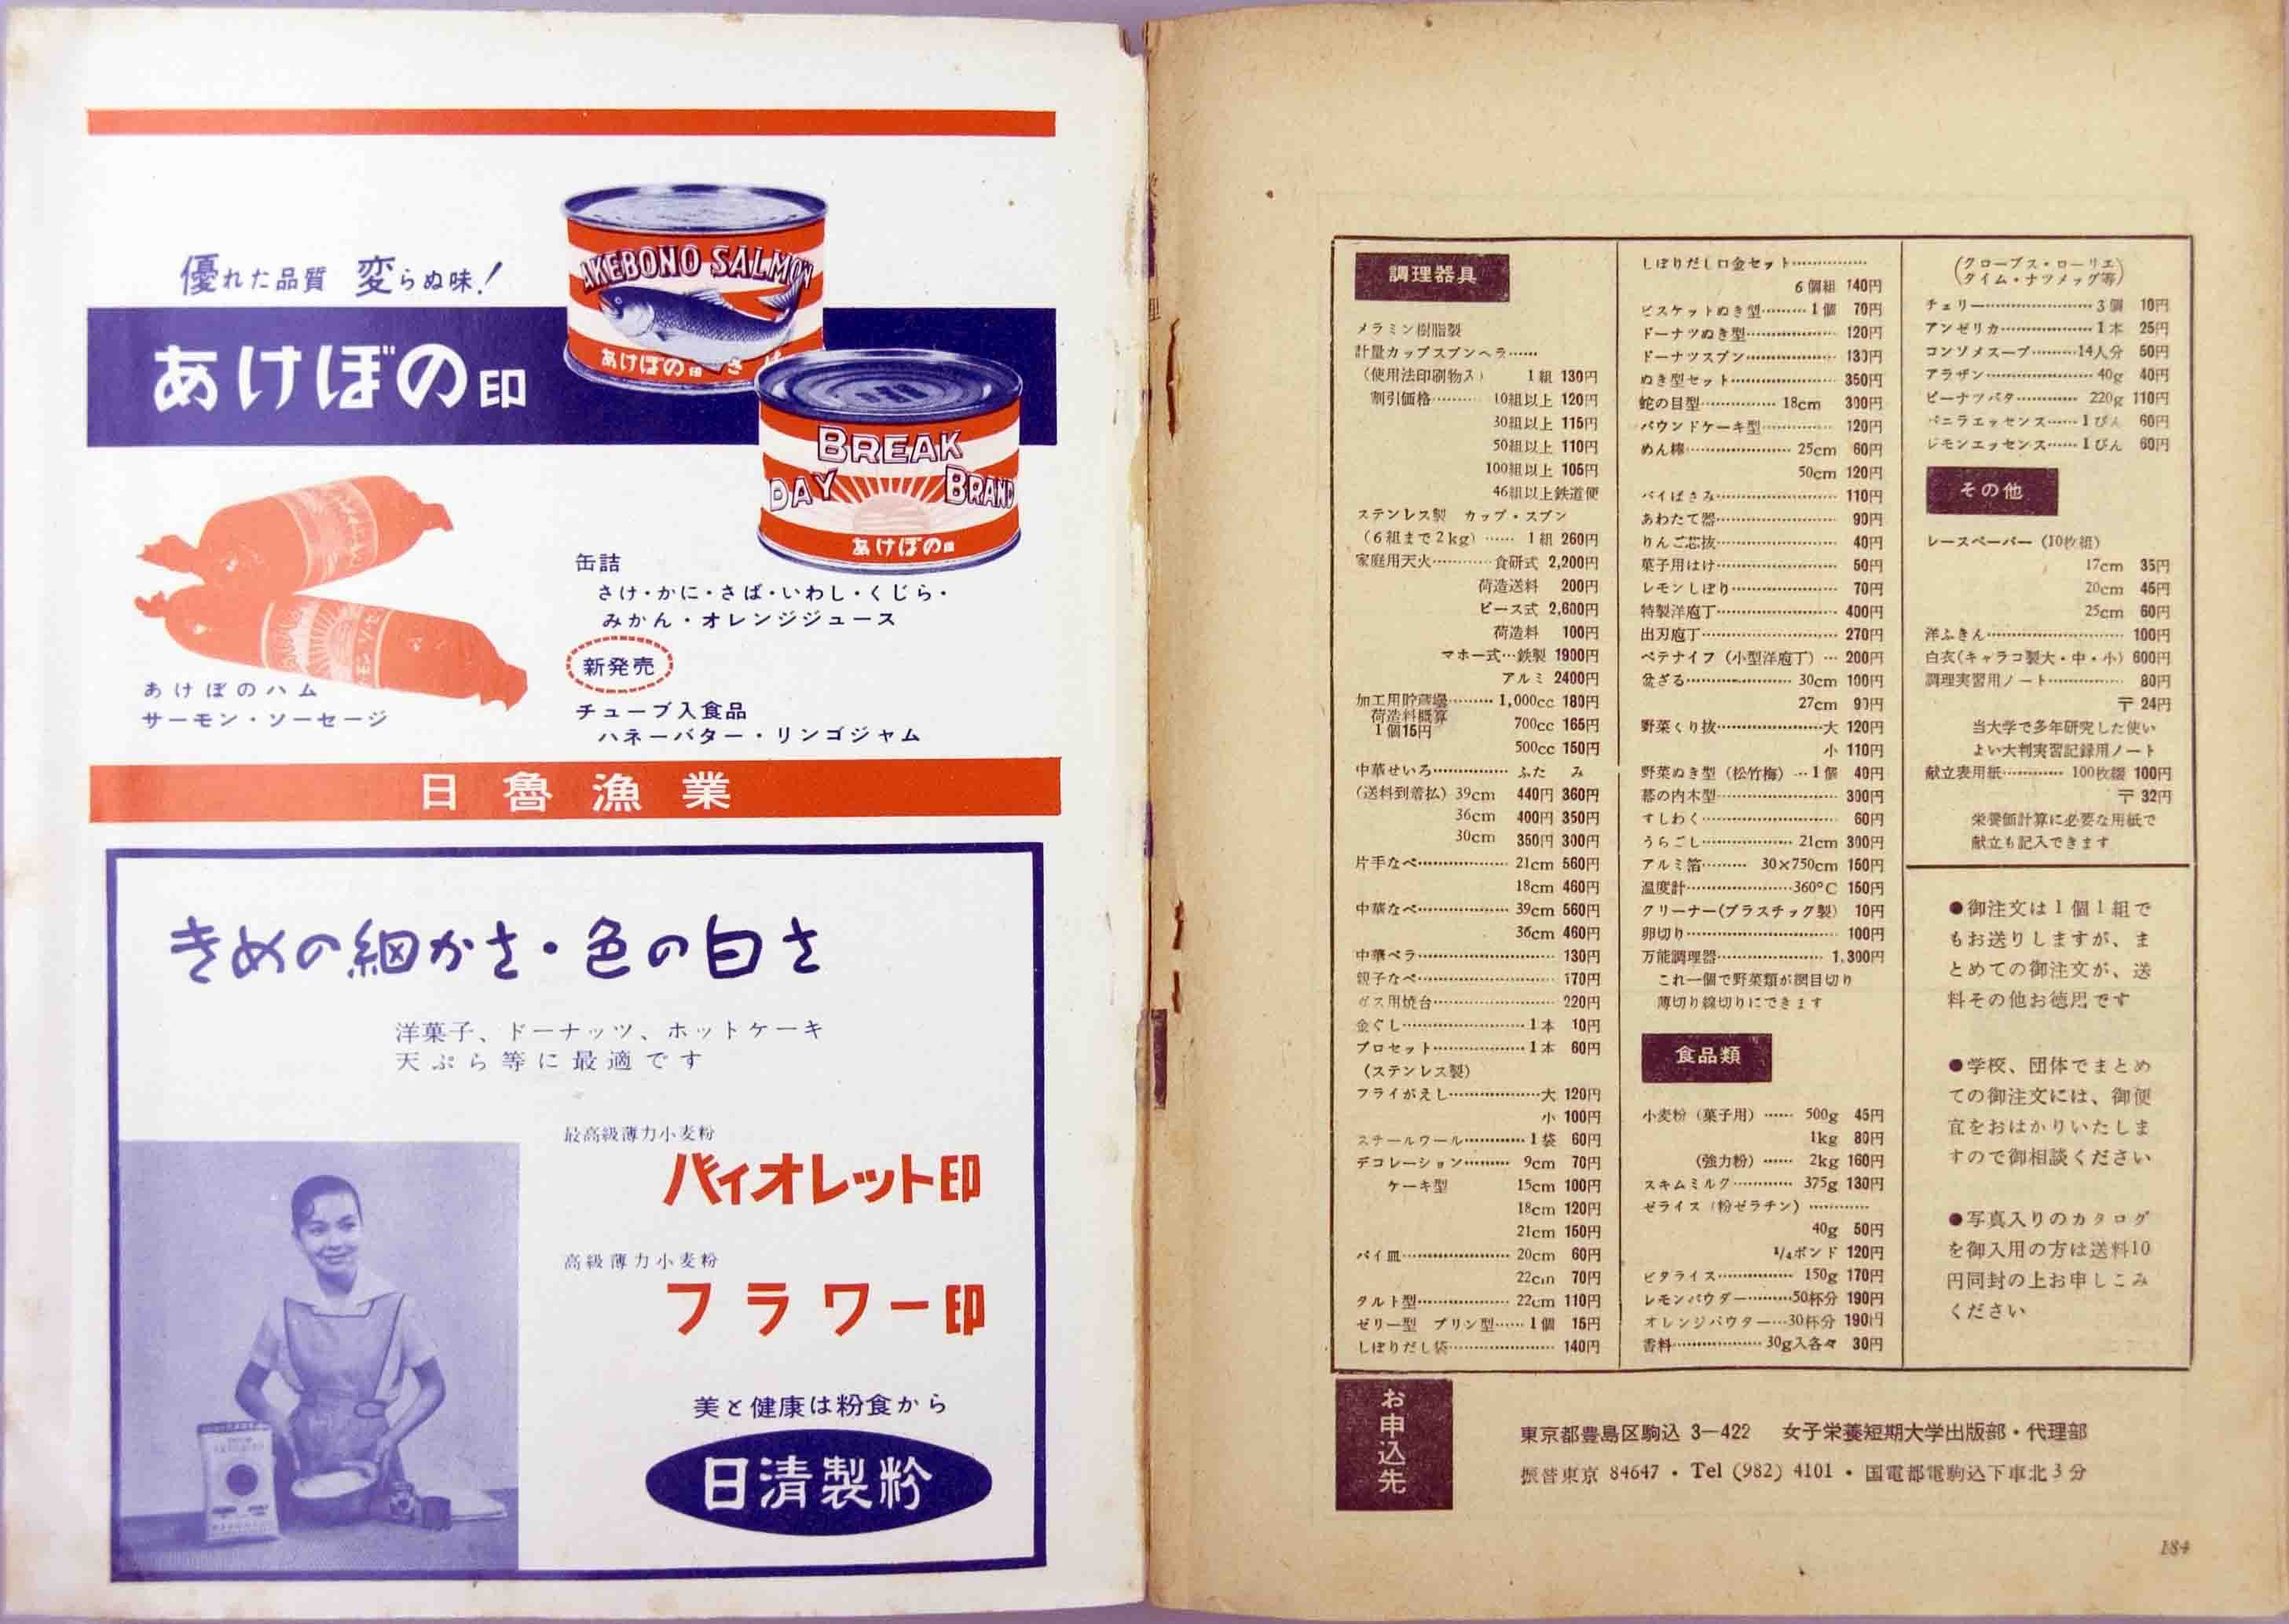 優れた品質 変らぬ味！
あけぼの印
AKEBONO SALMON
あけぼの印 さけ
BREAK
DAY BRAND
あけぼの印
缶詰
さけ・かに・さば・いわし・くじら・
みかん・オレンジジュース
新発売
チューブ入食品
ハネーバター・リンゴジャム
あけぼのハム
サーモン・ソーセージ
日魯漁業
きめの細かさ・色の白さ
洋菓子、ドーナッツ、ホットケーキ
天ぷら等に最適です
最高級薄力小麦粉
バイオレット印
高級薄力小麦粉
フラワー印
美と健康は粉食から
日清製粉
調理器具
メラミン樹脂製
計量カップスプンヘラ……
（使用法印刷物入） 1組 130円
割引価格……… 10組以上 120円
30組以上 115円
50組以上 110円
100組以上 105円
46組以上鉄道便
ステンレス製 カップ・スプン
（6組まで2kg）…… 1組 260円
家庭用天火………食研式 2,200円
荷造送料 200円
ピース式 2,600円
荷造料 100円
マホー式…鉄製 1900円
アルミ 2400円
加工用貯蔵壜……… 1,000cc 180円
荷造料概算 700cc 165円
1個15円
500cc 150円
中華せいろ…………… ふた み
（送料到着払）39cm 440円 360円
36cm 400円 350円
30cm 350円 300円
片手なべ……………… 21cm 560円
18cm 460円
中華なべ……………… 39cm 560円
36cm 460円
中華ベラ……………………… 130円
親子なべ……………………… 170円
ガス用焼台…………………… 220円
金ぐし……………………1本 10円
プロセット………………1本 60円
（ステンレス製）
フライがえし………………大 120円
小 100円
スチールウール…………1袋 60円
デコレーション……… 9cm 70円
ケーキ型 15cm 100円
18cm 120円
21cm 150円
パイ皿………………… 20cm 60円
22cm 70円
タルト型……………… 22cm 110円
ゼリー型 プリン型……1個 15円
しぼりだし袋………………… 140円
しぼりだし口金セット……………
6個組 140円
ビスケットぬき型………1個 70円
ドーナツぬき型……………… 120円
ドーナツスプン……………… 130円
ぬき型セット………………… 350円
蛇の目型…………… 18cm 300円
パウンドケーキ型…………… 120円
めん棒………………… 25cm 60円
50cm 120円
パイばさみ…………………… 110円
あわたて器…………………… 90円
りんご芯抜…………………… 40円
菓子用はけ…………………… 50円
レモンしぼり………………… 70円
特製洋庖丁…………………… 400円
出刃庖丁……………………… 270円
ペテナイフ（小型洋庖丁）… 200円
盆ざる………………… 30cm 100円
27cm 90円
野菜くり抜…………………大 120円
小 110円
野菜ぬき型（松竹梅）…1個 40円
幕の内木型…………………… 300円
すしわく……………………… 60円
うらごし……………… 21cm 300円
アルミ箔……… 30×750cm 150円
温度計…………………360°C 150円
クリーナー（プラスチック製） 10円
卵切り………………………… 100円
万能調理器………………… 1,300円
これ一個で野菜類が網目切り
薄切り線切りにできます
食品類
小麦粉（菓子用）…… 500g 45円
1kg 80円
（強力粉）…… 2kg 160円
スキムミルク………… 375g 130円
ゼライス（粉ゼラチン）…………
40g 50円
1/4ポンド 120円
ビタライス…………… 150g 170円
レモンパウダー………50杯分 190円
オレンジパウター…30杯分 190円
香料………………30g入各々 30円
（クローブス・ローリエ
タイム・ナツメッグ等）
チェリー…………………3個 10円
アンゼリカ………………1本 25円
コンソメスープ………14人分 50円
アラザン………………… 40g 40円
ピーナツバタ………… 220g 110円
バニラエッセンス……1びん 60円
レモンエッセンス……1びん 60円
その他
レースペーパー（10枚組）
17cm 35円
20cm 45円
25cm 60円
洋ふきん……………………… 100円
白衣（キャラコ製大・中・小）600円
調理実習用ノート…………… 80円
〒 24円
当大学で多年研究した使い
よい大判実習記録用ノート
献立表用紙………… 100枚綴 100円
〒 32円
栄養価計算に必要な用紙で
献立も記入できます
●御注文は1個1組で
もお送りしますが、ま
とめての御注文が、送
料その他お徳用です
●学校、団体でまとめ
ての御注文には、御便
宜をおはかりいたしま
すので御相談ください
●写真入りのカタログ
を御入用の方は送料10
円同封の上お申しこみ
ください
お申込先
東京都豊島区駒込 3—422 女子栄養短期大学出版部・代理部
振替東京 84647・Tel (982) 4101・国電都電駒込下車北3分
184